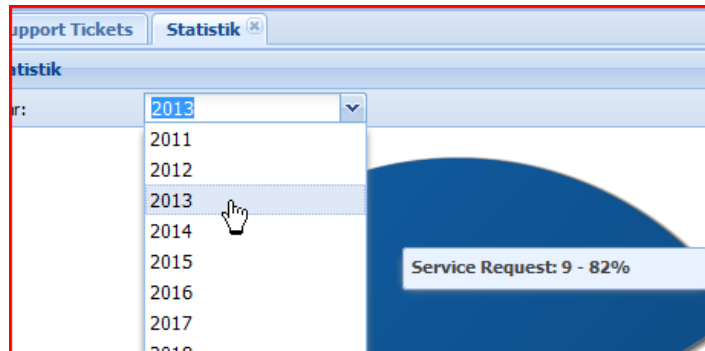 upport Tickets Statistik
atistik
r: 2013
2011
2012
2013
2014
2015 Service Request: 9 - 82%
2016
2017